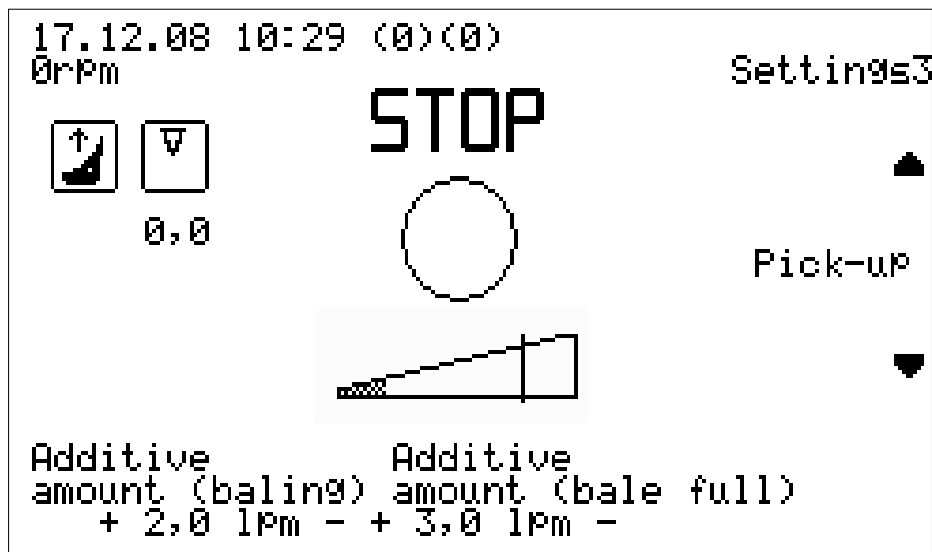 17.12.08 10:29 (0)(0)
0rpm
Settings3
STOP
0,0
Pick-up
Additive Additive
amount (baling) amount (bale full)
+ 2,0 lpm - + 3,0 lpm -